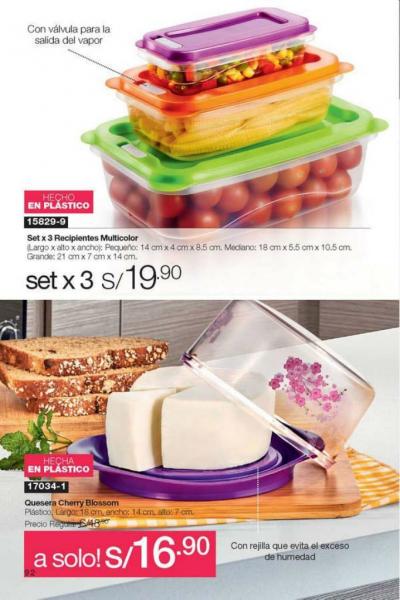 Con válvula para la
salida del vapor
HECHO
EN PLÁSTICO
15829-9
Set x 3 Recipientes Multicolor
(Largo x alto x ancho): Pequeño: 14 cm x 4 cm x 8.5 cm. Mediano: 18 cm x 5.5 cm x 10.5 cm.
Grande: 21 cm x 7 cm x 14 cm.
set x 3 S/19.90
HECHA
EN PLÁSTICO
17034-1
Quesera Cherry Blossom
Plástico. Largo: 18 cm, ancho: 14 cm, alto: 7 cm.
Precio Regular
a solo! S/16.90
Con rejilla que evita el exceso
de humedad
92